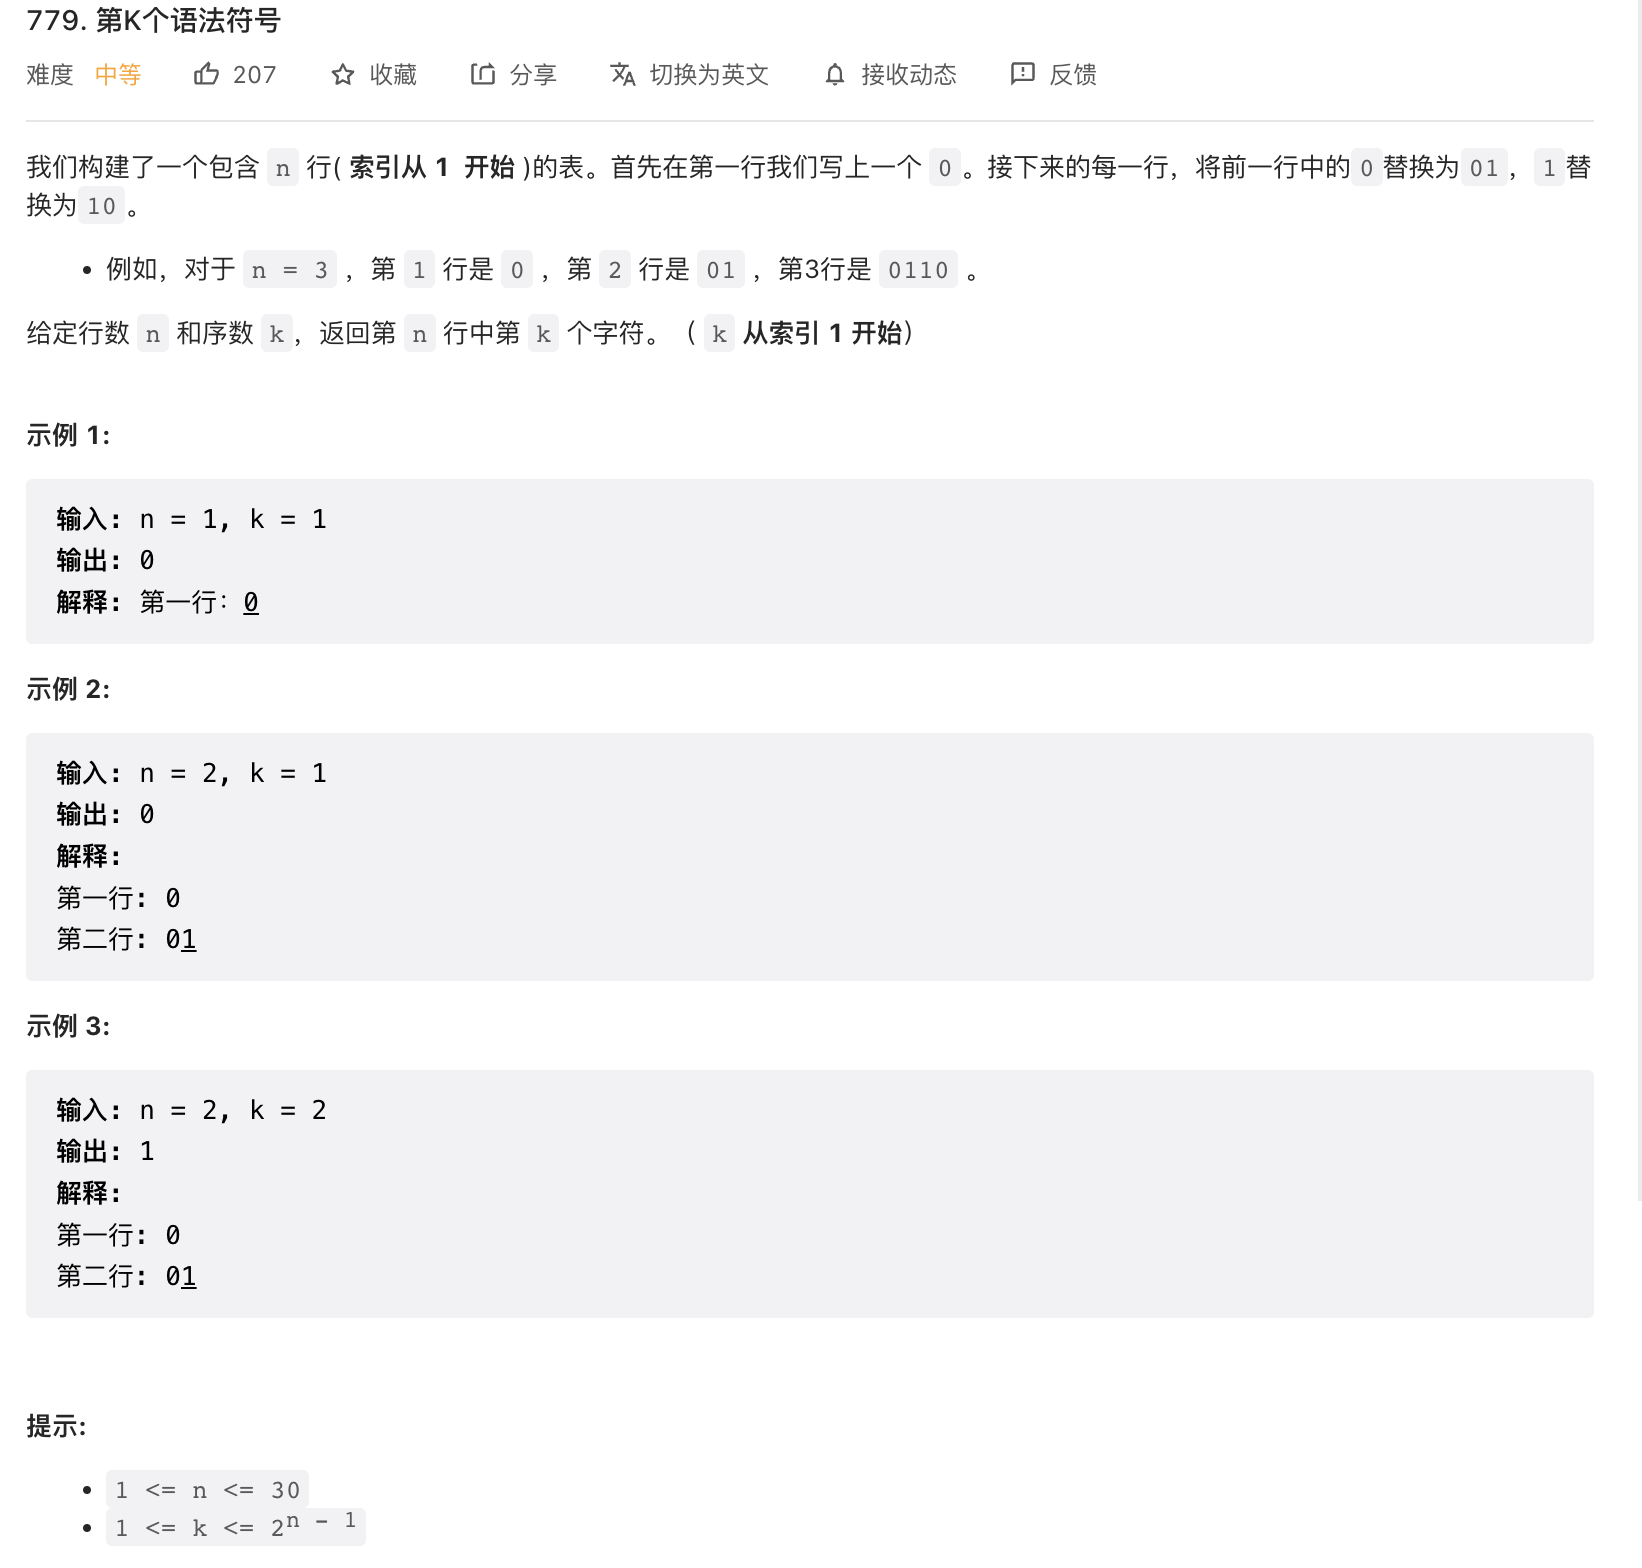 779. 第K个语法符号
难度 中等 207 收藏 分享 切换为英文 接收动态 反馈
我们构建了一个包含 n 行( 索引从 1 开始 )的表。首先在第一行我们写上一个 0 。接下来的每一行，将前一行中的 0 替换为 01 ， 1 替
换为 10 。
• 例如，对于 n = 3 ，第 1 行是 0 ，第 2 行是 01 ，第3行是 0110 。
给定行数 n 和序数 k，返回第 n 行中第 k 个字符。（ k 从索引 1 开始）
示例 1:
输入: n = 1, k = 1
输出: 0
解释: 第一行：0
示例 2:
输入: n = 2, k = 1
输出: 0
解释:
第一行: 0
第二行: 01
示例 3:
输入: n = 2, k = 2
输出: 1
解释:
第一行: 0
第二行: 01
提示:
• 1 <= n <= 30
• 1 <= k <= 2ⁿ ⁻ ¹